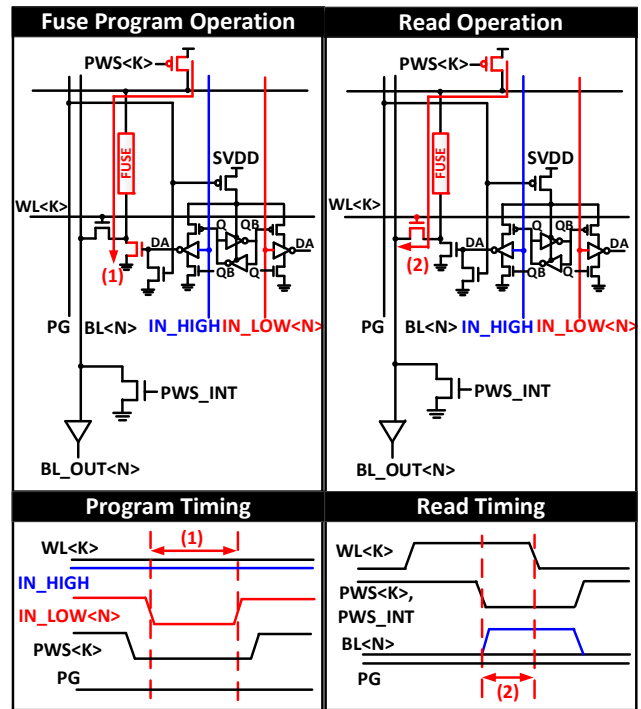 Fuse Program Operation
PWS<K>
FUSE
SVDD
WL<K>
DA
Q
QB
DA
QB
Q
(1)
PG
BL<N>
IN_HIGH
IN_LOW<N>
PWS_INT
BL_OUT<N>
Read Operation
PWS<K>
FUSE
SVDD
WL<K>
DA
Q
QB
DA
QB
Q
(2)
PG
BL<N>
IN_HIGH
IN_LOW<N>
PWS_INT
BL_OUT<N>
Program Timing
WL<K>
(1)
IN_HIGH
IN_LOW<N>
PWS<K>
PG
Read Timing
WL<K>
PWS<K>,
PWS_INT
BL<N>
PG
(2)